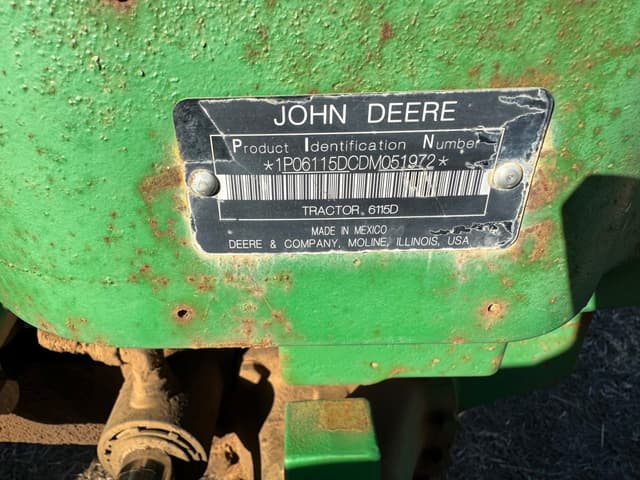 JOHN DEERE
Product Identification Number
*1P06115DCDM051972*
TRACTOR, 6115D
MADE IN MEXICO
DEERE & COMPANY, MOLINE, ILLINOIS, USA